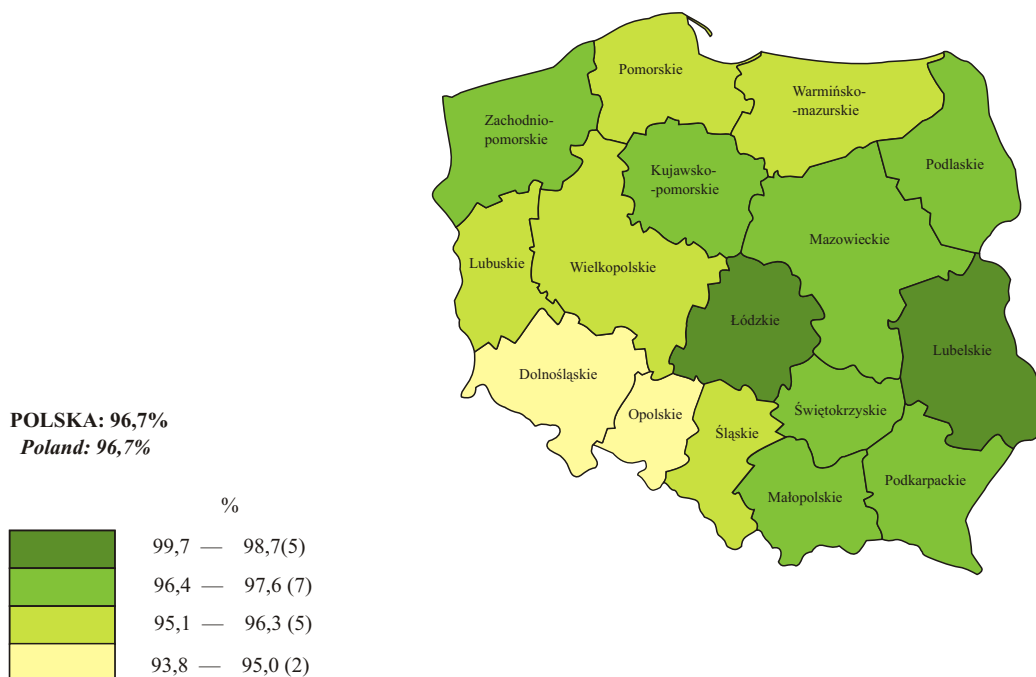 Pomorskie
Warmińsko-
-mazurskie
Zachodnio-
pomorskie
Podlaskie
Kujawsko-
-pomorskie
Mazowieckie
Lubuskie
Wielkopolskie
Łódzkie
Lubelskie
Dolnośląskie
Opolskie
Świętokrzyskie
Śląskie
Podkarpackie
Małopolskie
POLSKA: 96,7%
Poland: 96,7%
%
99,7 — 98,7(5)
96,4 — 97,6 (7)
95,1 — 96,3 (5)
93,8 — 95,0 (2)